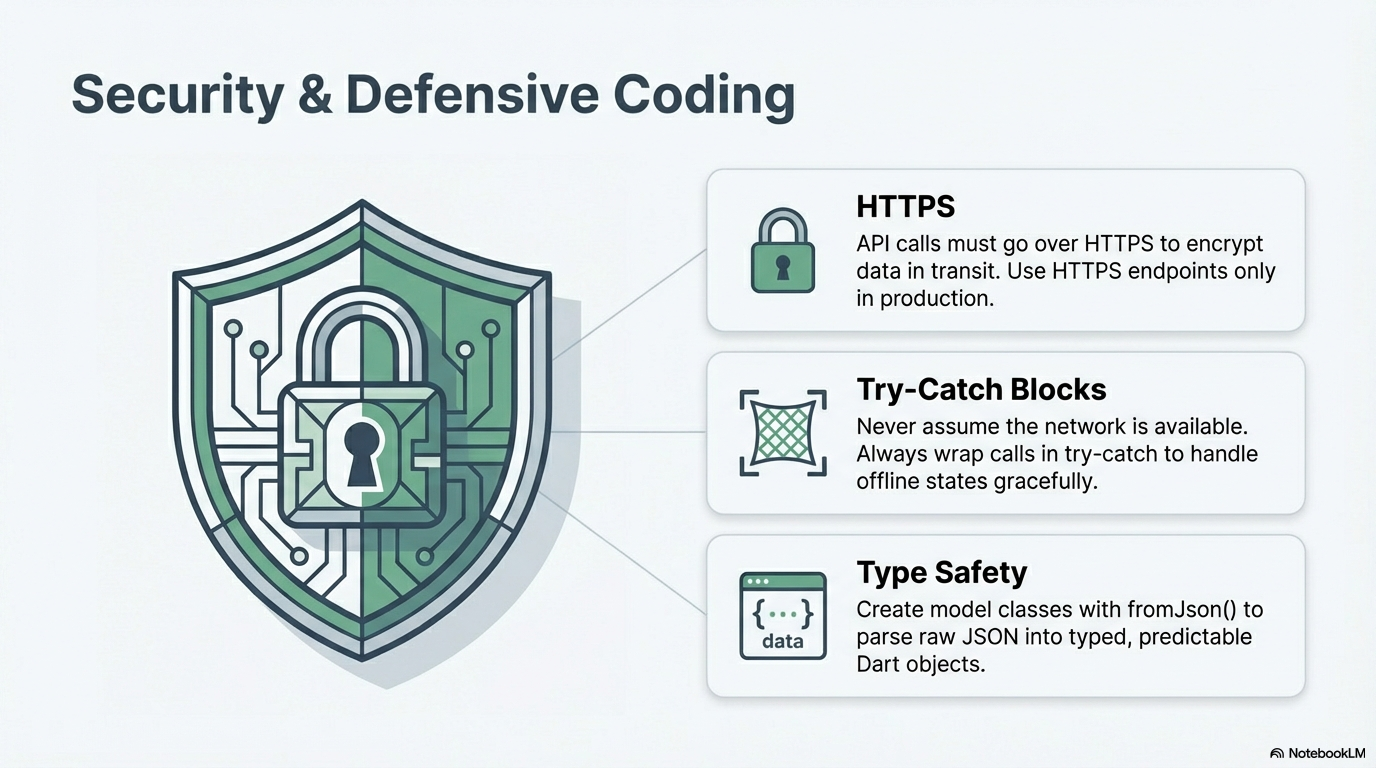 Security & Defensive Coding
HTTPS
API calls must go over HTTPS to encrypt
data in transit. Use HTTPS endpoints only
in production.
Try-Catch Blocks
Never assume the network is available.
Always wrap calls in try-catch to handle
offline states gracefully.
{···}
data
Type Safety
Create model classes with fromJson() to
parse raw JSON into typed, predictable
Dart objects.
NotebookLM